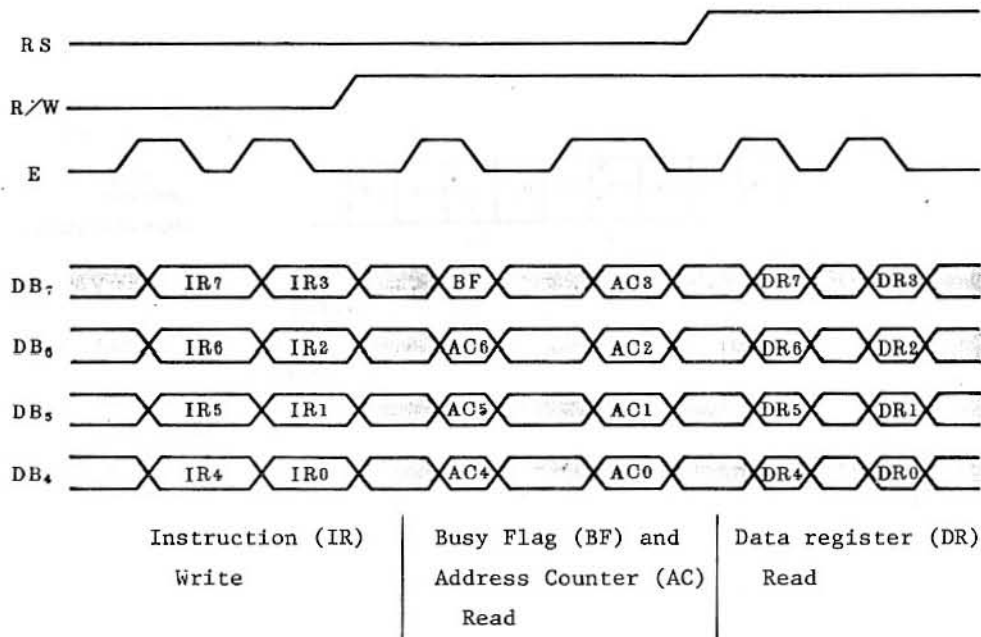 RS
R/W
E
DB₇ IR7 IR3 BF AC3 DR7 DR3
DB₆ IR6 IR2 AC6 AC2 DR6 DR2
DB₅ IR5 IR1 AC5 AC1 DR5 DR1
DB₄ IR4 IR0 AC4 AC0 DR4 DR0
Instruction (IR) Busy Flag (BF) and Data register (DR)
Write Address Counter (AC) Read
Read